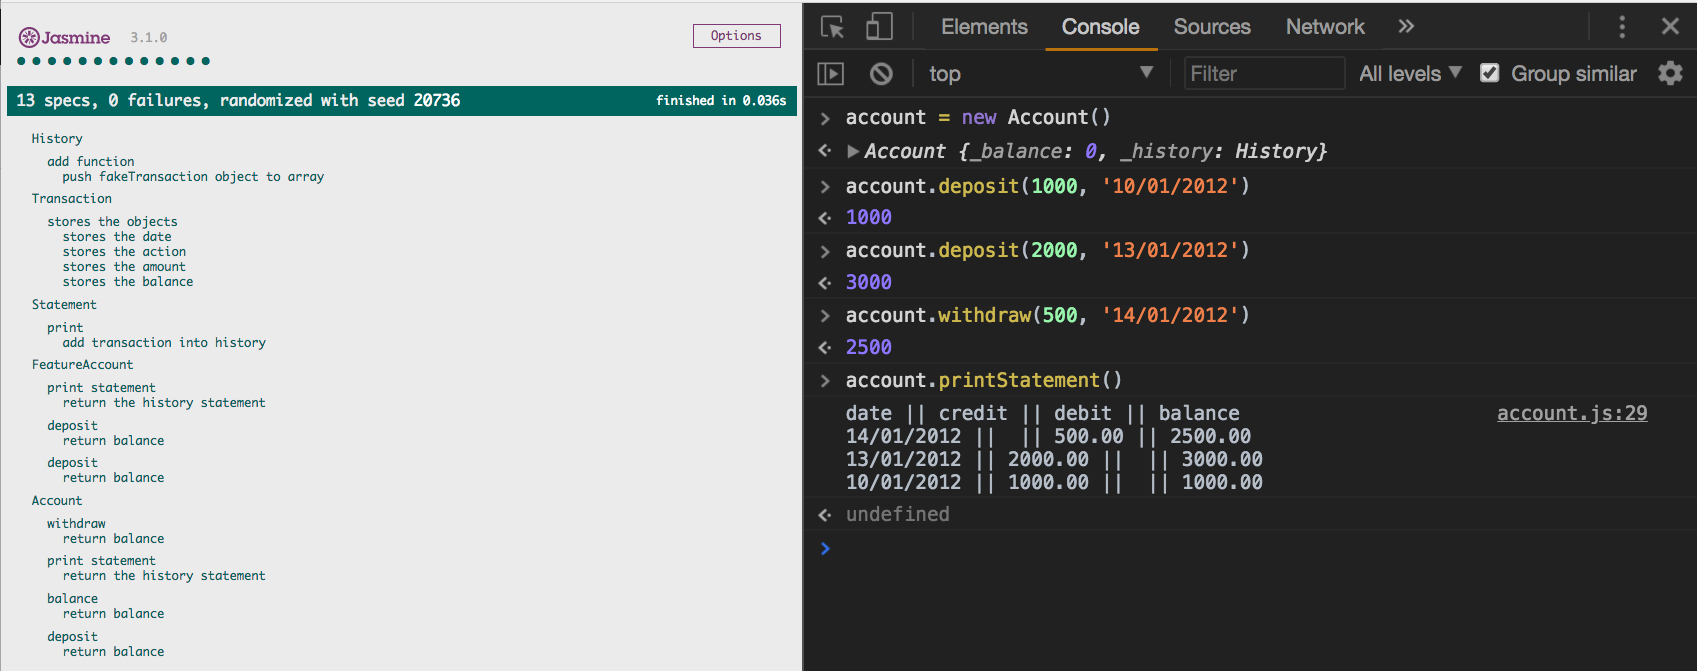 Jasmine 3.1.0
Options
13 specs, 0 failures, randomized with seed 20736
finished in 0.036s
History
add function
push fakeTransaction object to array
Transaction
stores the objects
stores the date
stores the action
stores the amount
stores the balance
Statement
print
add transaction into history
FeatureAccount
print statement
return the history statement
deposit
return balance
deposit
return balance
Account
withdraw
return balance
print statement
return the history statement
balance
return balance
deposit
return balance
Elements Console Sources Network »
top Filter All levels Group similar
> account = new Account()
Account {_balance: 0, _history: History}
> account.deposit(1000, '10/01/2012')
1000
> account.deposit(2000, '13/01/2012')
3000
> account.withdraw(500, '14/01/2012')
2500
> account.printStatement()
date || credit || debit || balance account.js:29
14/01/2012 ||  || 500.00 || 2500.00
13/01/2012 || 2000.00 ||  || 3000.00
10/01/2012 || 1000.00 ||  || 1000.00
undefined
>